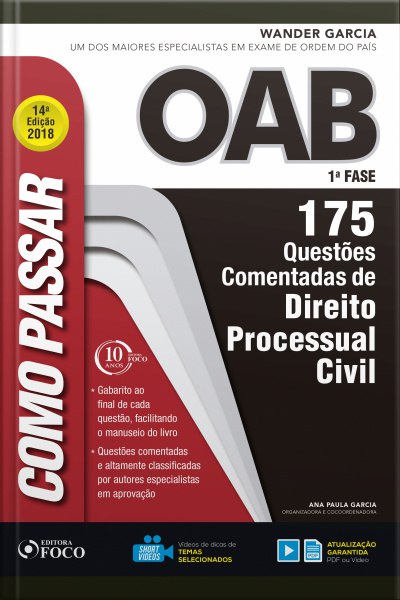 WANDER GARCIA
UM DOS MAIORES ESPECIALISTAS EM EXAME DE ORDEM DO PAÍS
OAB
1ª FASE
14ª
Edição
2018
COMO PASSAR
175
Questões
Comentadas de
Direito
Processual
Civil
10
ANOS
EDITORA
FOCO
* Gabarito ao
final de cada
questão, facilitando
o manuseio do livro
* Questões comentadas
e altamente classificadas
por autores especialistas
em aprovação
ANA PAULA GARCIA
ORGANIZADORA E COCOORDENADORA
EDITORA
FOCO
SHORT
VIDEOS
Vídeos de dicas de
TEMAS
SELECIONADOS
PDF
ATUALIZAÇÃO
GARANTIDA
PDF ou Vídeo